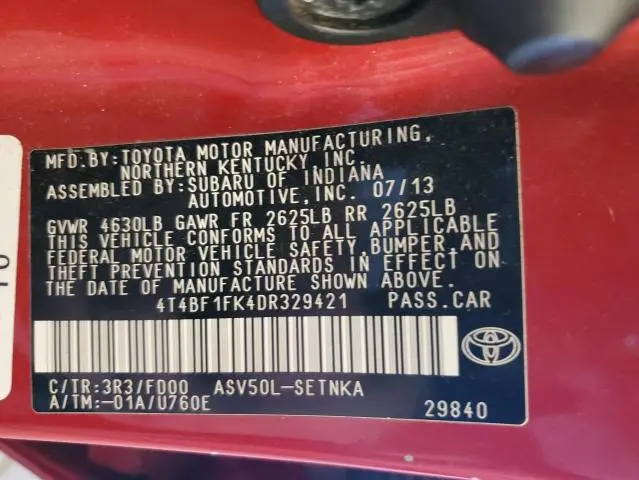 MFD.BY:TOYOTA MOTOR MANUFACTURING,
NORTHERN KENTUCKY, INC.
ASSEMBLED BY:SUBARU OF INDIANA
AUTOMOTIVE,INC. 07/13
GVWR 4630LB GAWR FR 2625LB RR 2625LB
THIS VEHICLE CONFORMS TO ALL APPLICABLE
FEDERAL MOTOR VEHICLE SAFETY,BUMPER,AND
THEFT PREVENTION STANDARDS IN EFFECT ON
THE DATE OF MANUFACTURE SHOWN ABOVE.
4T4BF1FK4DR329421 PASS.CAR
C/TR:3R3/FD00 ASV50L-SETNKA
A/TM:-01A/U760E
29840